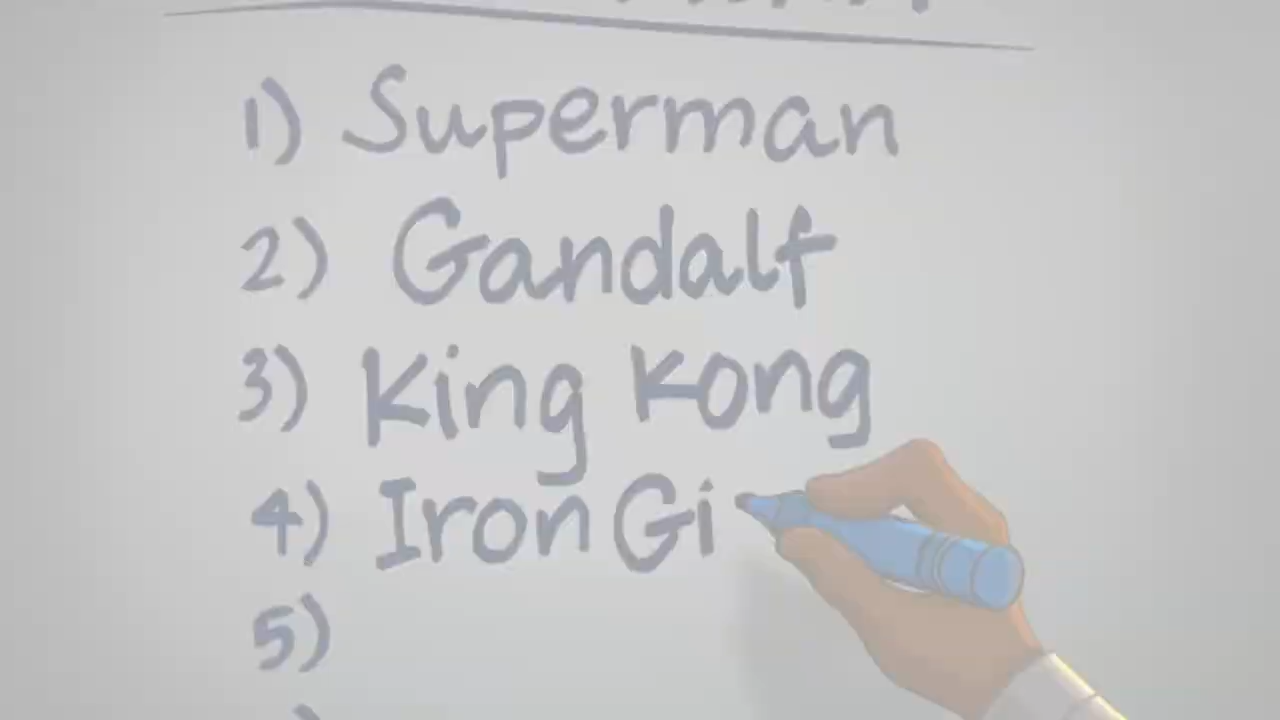 1) Superman
2) Gandalf
3) King Kong
4) Iron Gi
5)